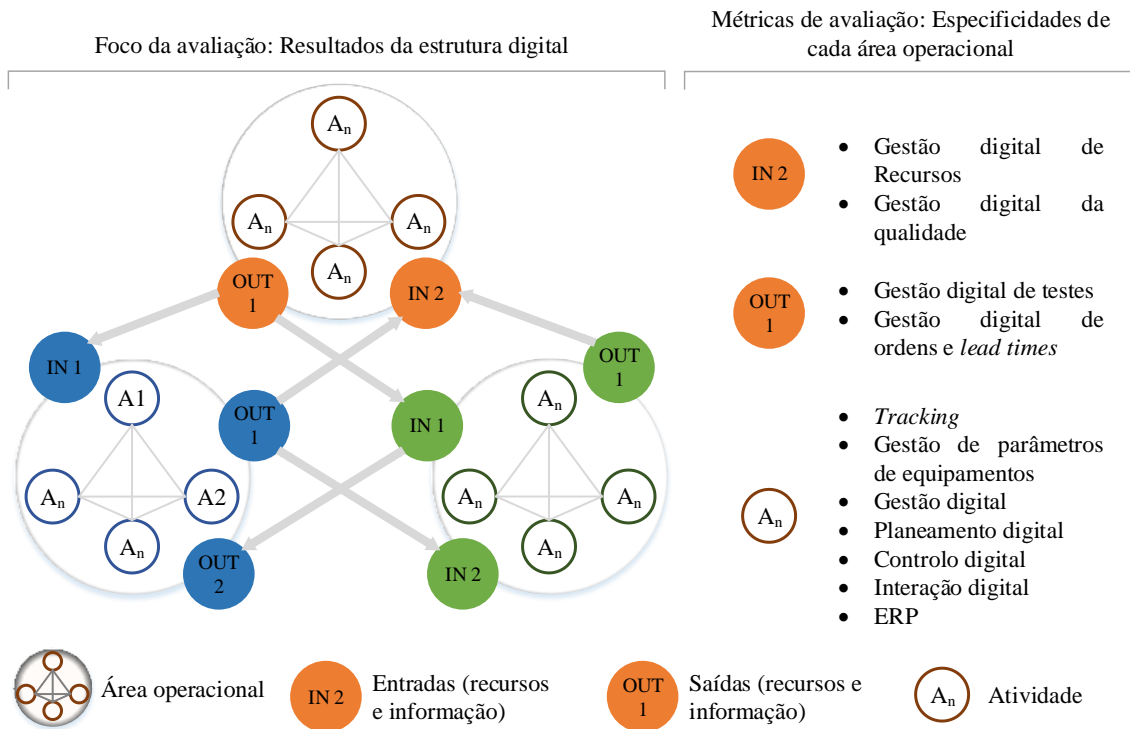 Foco da avaliação: Resultados da estrutura digital
Métricas de avaliação: Especificidades de
cada área operacional
Aₙ
Aₙ
Aₙ
Aₙ
OUT
1
IN 2
IN 1
OUT
1
A1
Aₙ
A2
Aₙ
OUT
1
IN 1
Aₙ
Aₙ
Aₙ
Aₙ
OUT
2
IN 2
IN 2
• Gestão digital de
Recursos
• Gestão digital da
qualidade
OUT
1
• Gestão digital de testes
• Gestão digital de
ordens e lead times
Aₙ
• Tracking
• Gestão de parâmetros
de equipamentos
• Gestão digital
• Planeamento digital
• Controlo digital
• Interação digital
• ERP
Área operacional
IN 2
Entradas (recursos
e informação)
OUT
1
Saídas (recursos e
informação)
Aₙ
Atividade